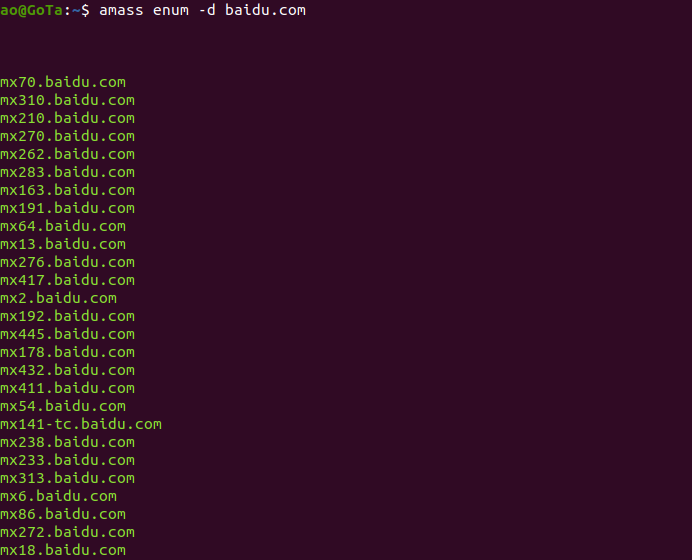 ao@GoTa:~$ amass enum -d baidu.com
mx70.baidu.com
mx310.baidu.com
mx210.baidu.com
mx270.baidu.com
mx262.baidu.com
mx283.baidu.com
mx163.baidu.com
mx191.baidu.com
mx64.baidu.com
mx13.baidu.com
mx276.baidu.com
mx417.baidu.com
mx2.baidu.com
mx192.baidu.com
mx445.baidu.com
mx178.baidu.com
mx432.baidu.com
mx411.baidu.com
mx54.baidu.com
mx141-tc.baidu.com
mx238.baidu.com
mx233.baidu.com
mx313.baidu.com
mx6.baidu.com
mx86.baidu.com
mx272.baidu.com
mx18.baidu.com